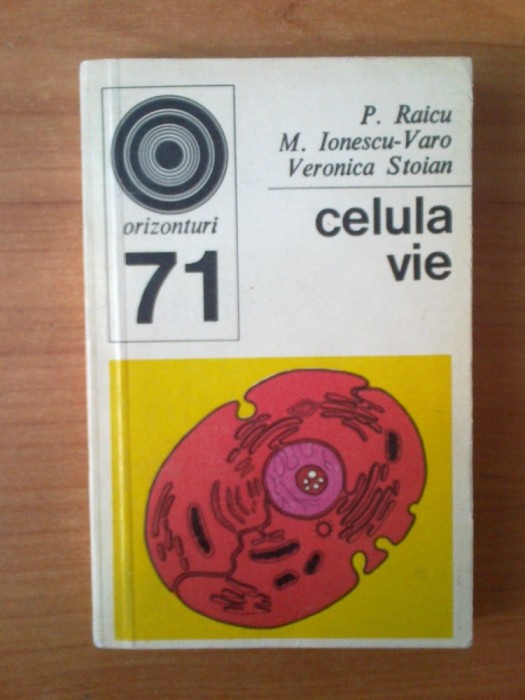 P. Raicu
M. Ionescu-Varo
Veronica Stoian
celula
vie
orizonturi
71